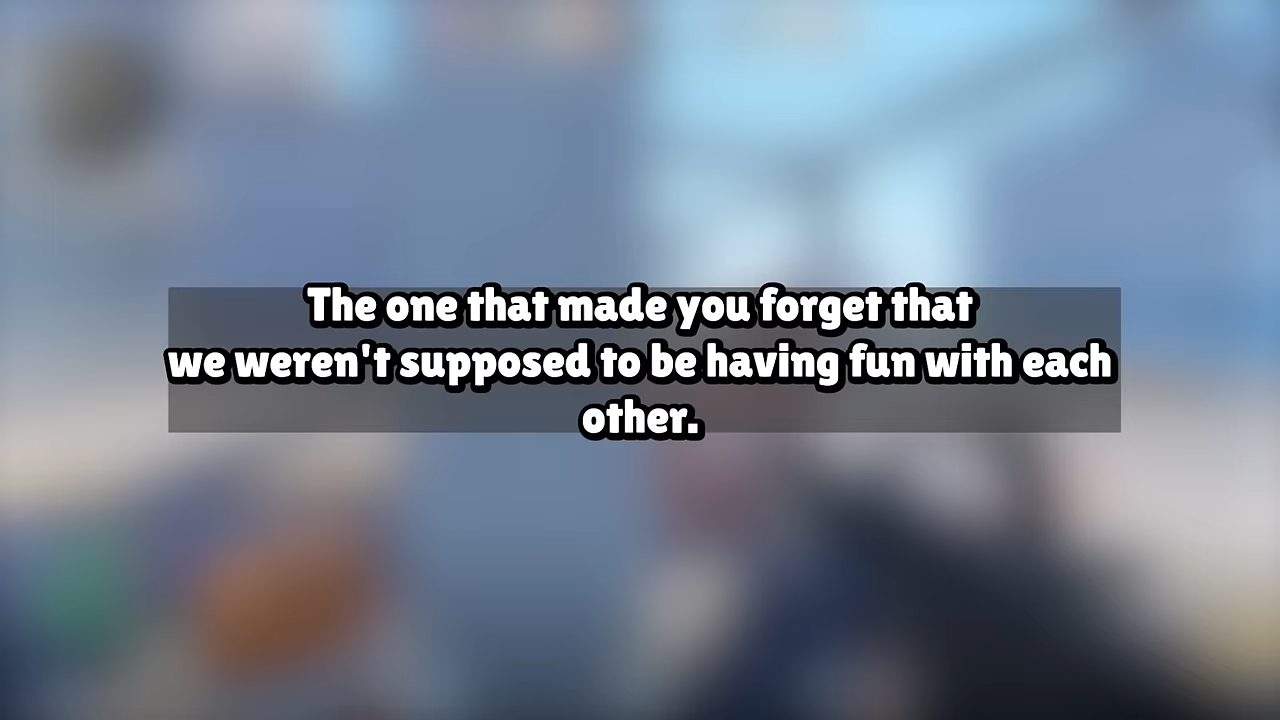 The one that made you forget that
we weren't supposed to be having fun with each
other.